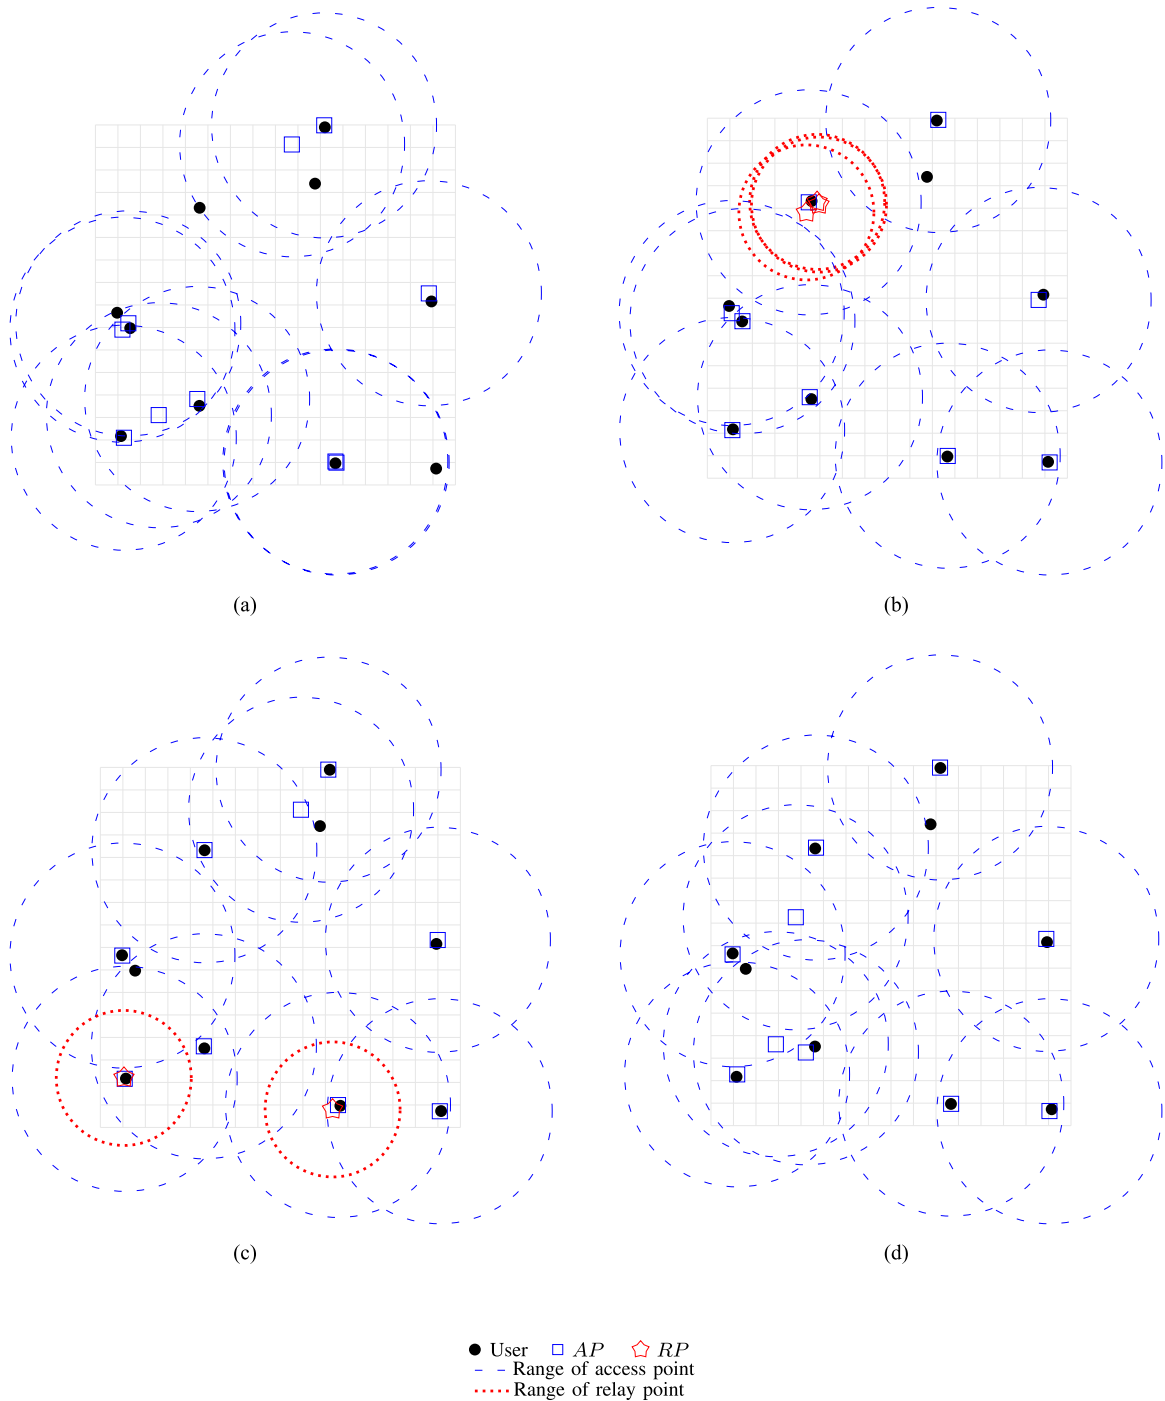 (a)
(b)
(c)
(d)
User AP RP
Range of access point
Range of relay point